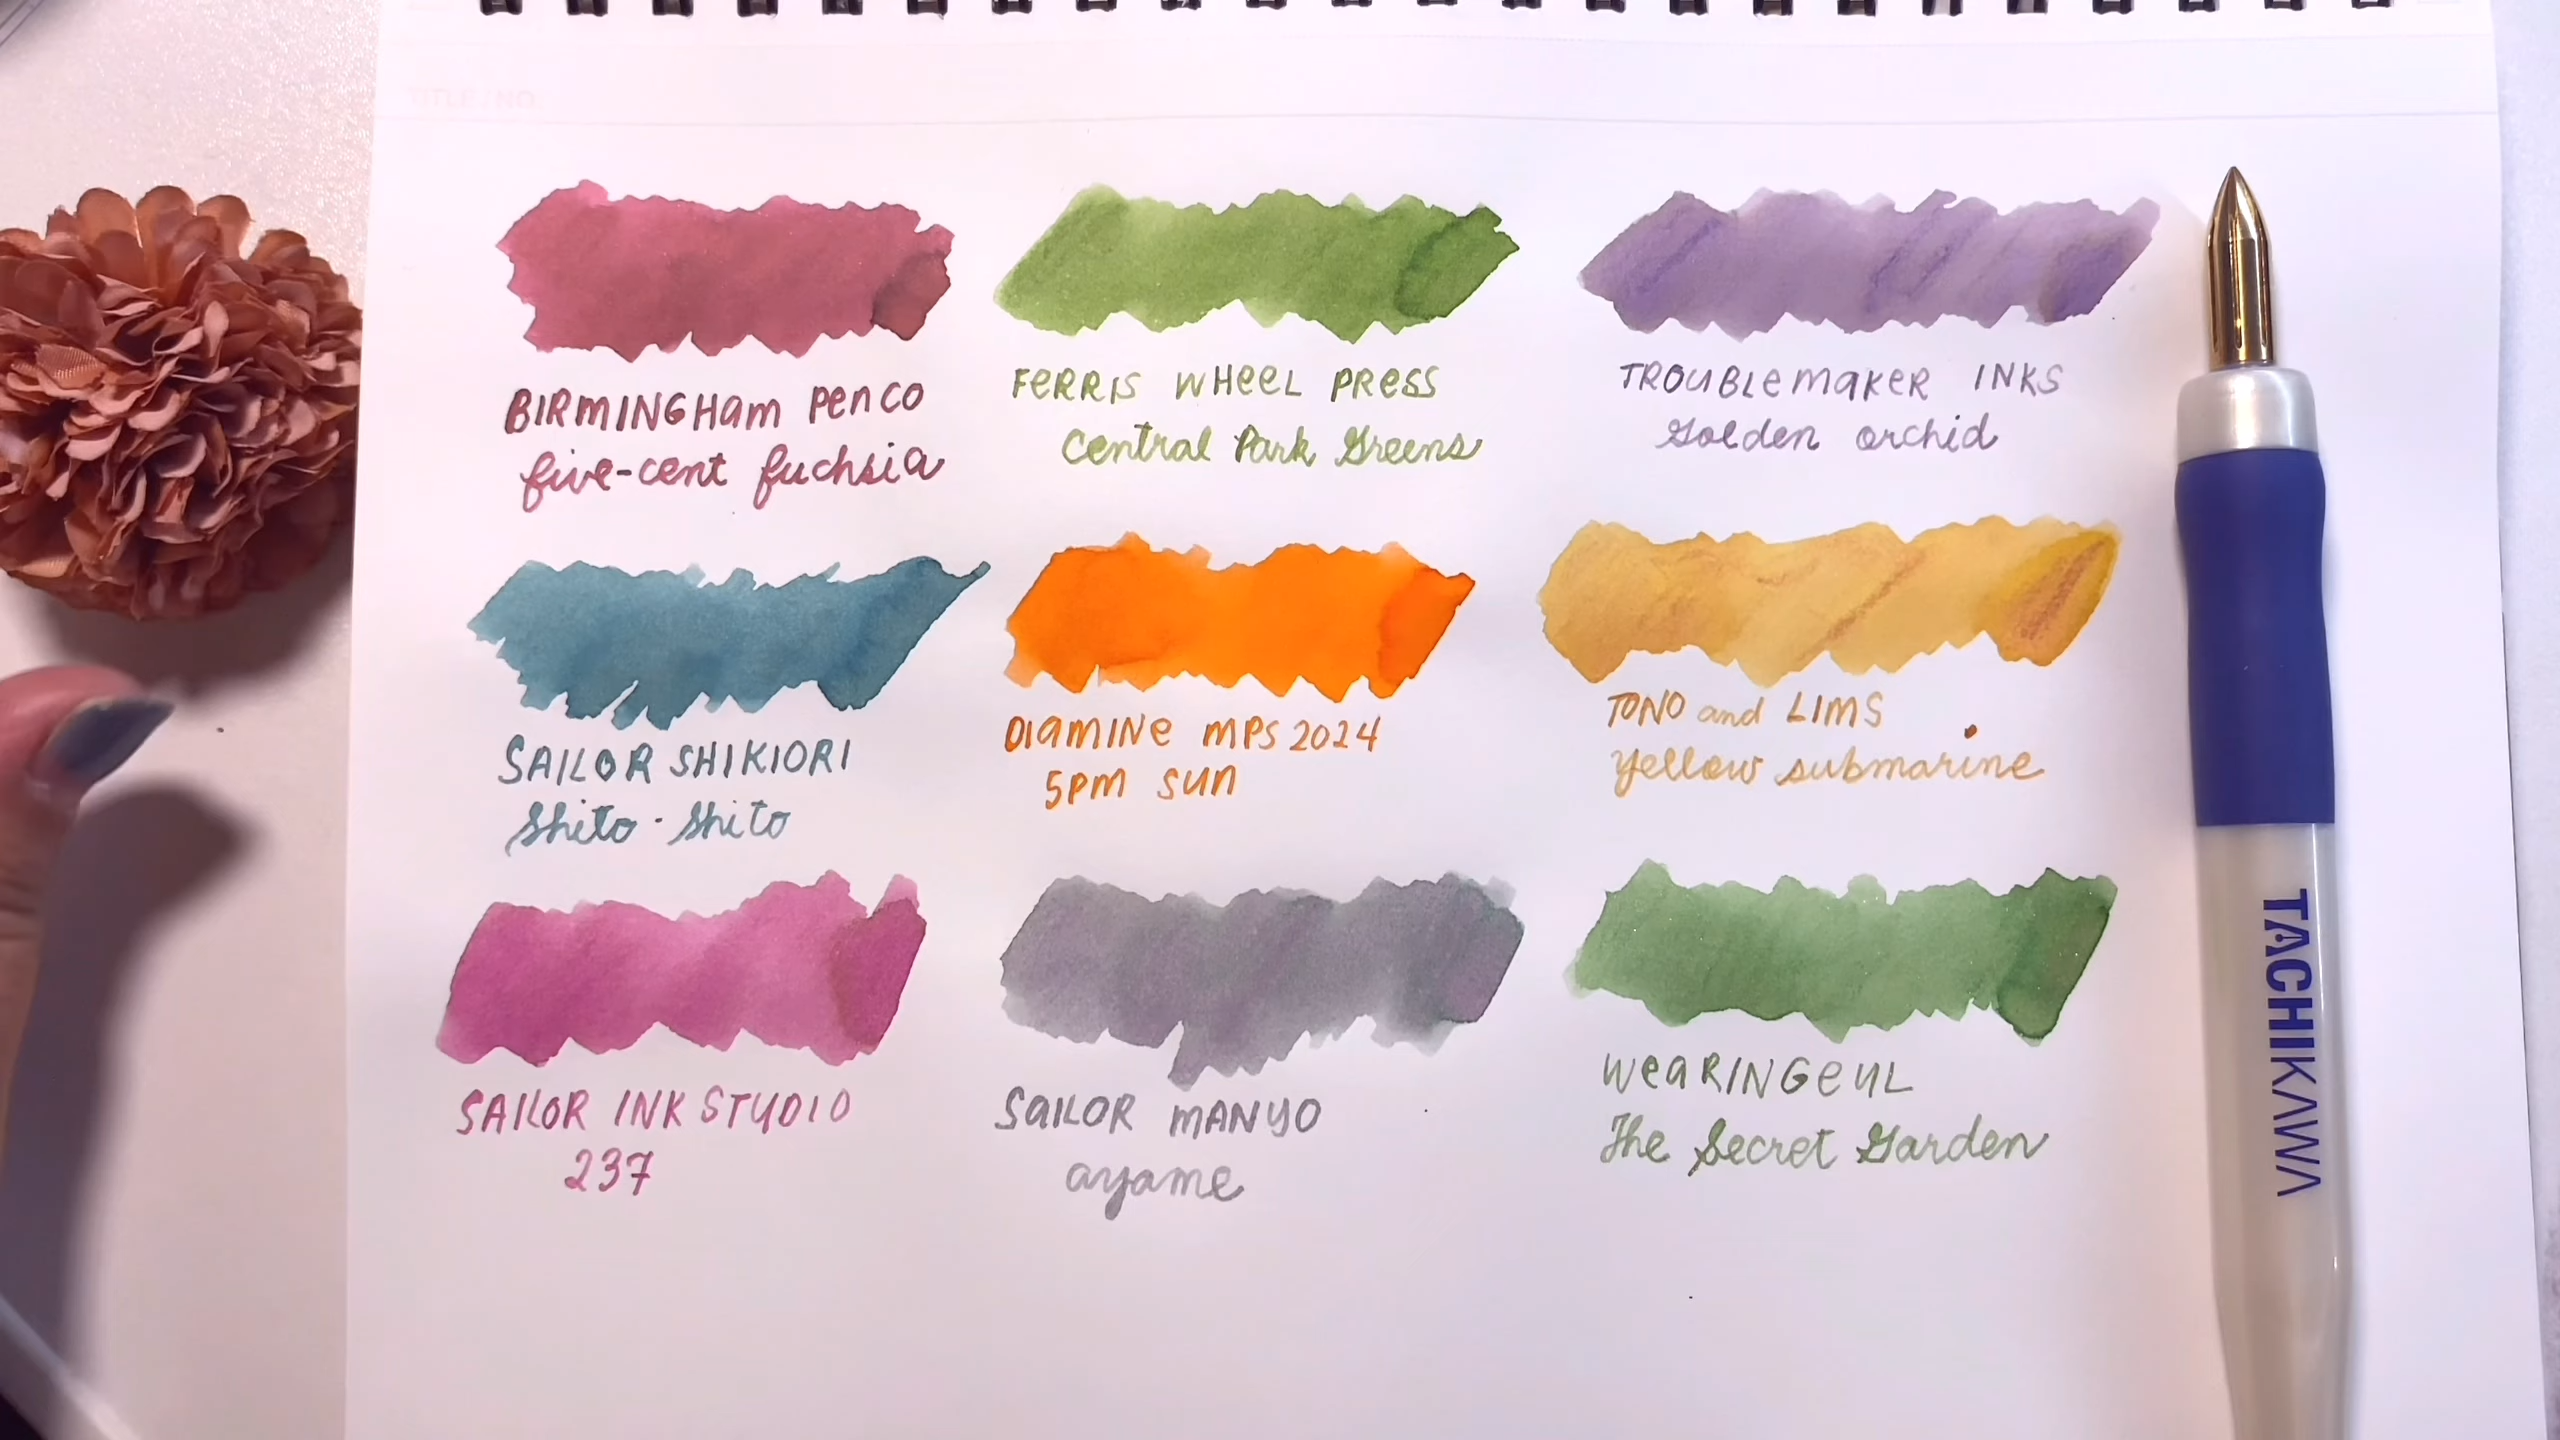 BIRMINGHam Pen CO
five-cent fuchsia
FeRRIS WHeeL PRESS
Central Park Greens
TROUBLemaKER INKS
Golden orchid
SAILOR SHIKIORI
Shito-Shito
DIamINe MPS 2024
5PM SUN
TONO and LIMS
Yellow submarine
SAILOR INK STUDIO
237
SaILOR MANYO
ayame
WeaRINGeUL
The Secret Garden
TACHIKAWA